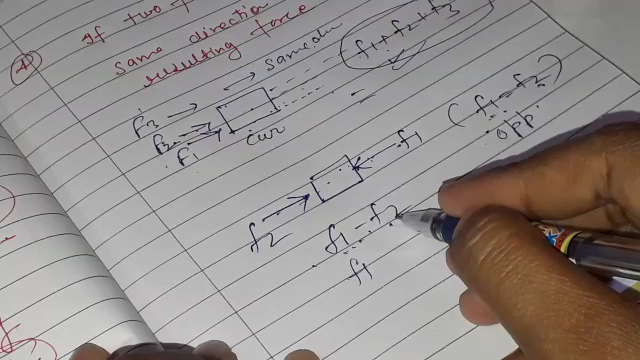 4
If two f
same direction
resulting force
F3 → → same dir
f1 + f2 + f3
F2
F1
car
(f1 - f2)
opp.
f1
f2
f1 - f2
f1